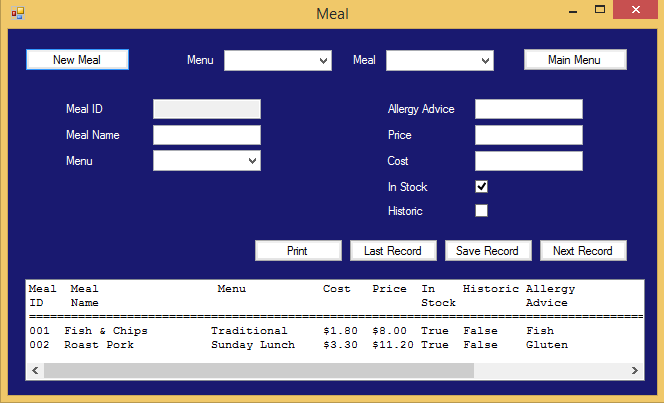 Meal
New Meal Menu Meal Main Menu
Meal ID Allergy Advice
Meal Name Price
Menu Cost
In Stock
Historic
Print Last Record Save Record Next Record
Meal Meal Menu Cost Price In Historic Allergy
ID Name Stock Advice
==========================================================================================
001 Fish & Chips Traditional $1.80 $8.00 True False Fish
002 Roast Pork Sunday Lunch $3.30 $11.20 True False Gluten